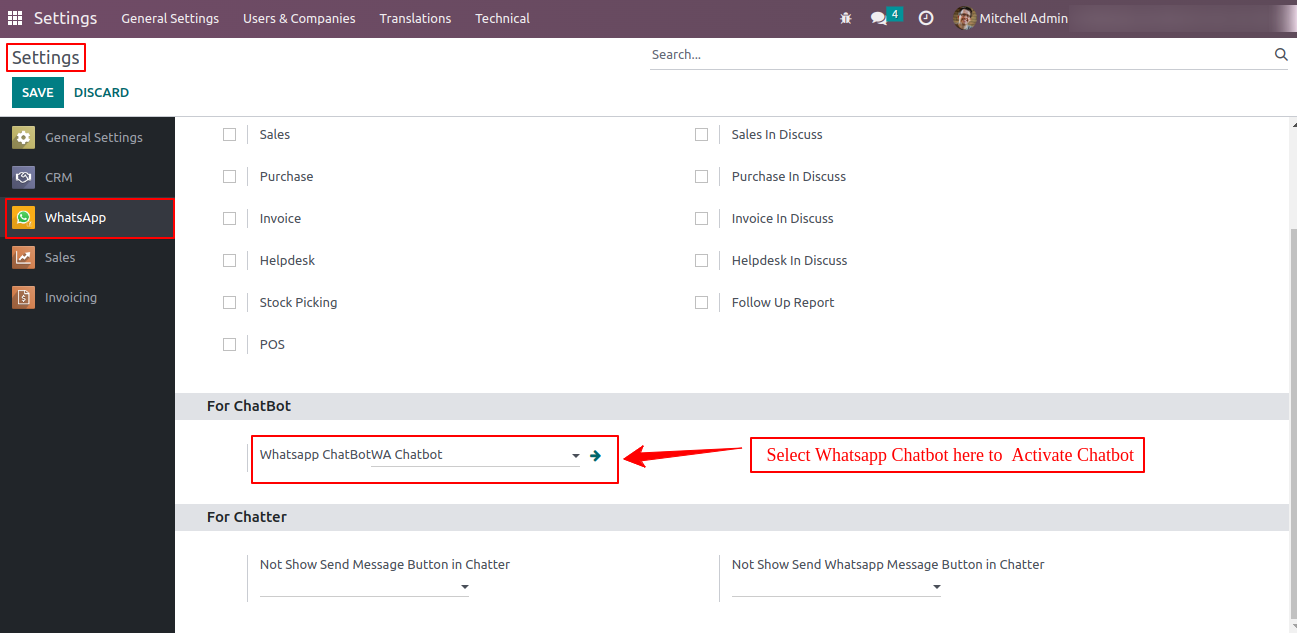 Settings General Settings Users & Companies Translations Technical 4 Mitchell Admin
Settings Search...
SAVE DISCARD
General Settings
CRM
WhatsApp
Sales
Invoicing
Sales Sales In Discuss
Purchase Purchase In Discuss
Invoice Invoice In Discuss
Helpdesk Helpdesk In Discuss
Stock Picking Follow Up Report
POS
For ChatBot
Whatsapp ChatBotWA Chatbot Select Whatsapp Chatbot here to Activate Chatbot
For Chatter
Not Show Send Message Button in Chatter Not Show Send Whatsapp Message Button in Chatter